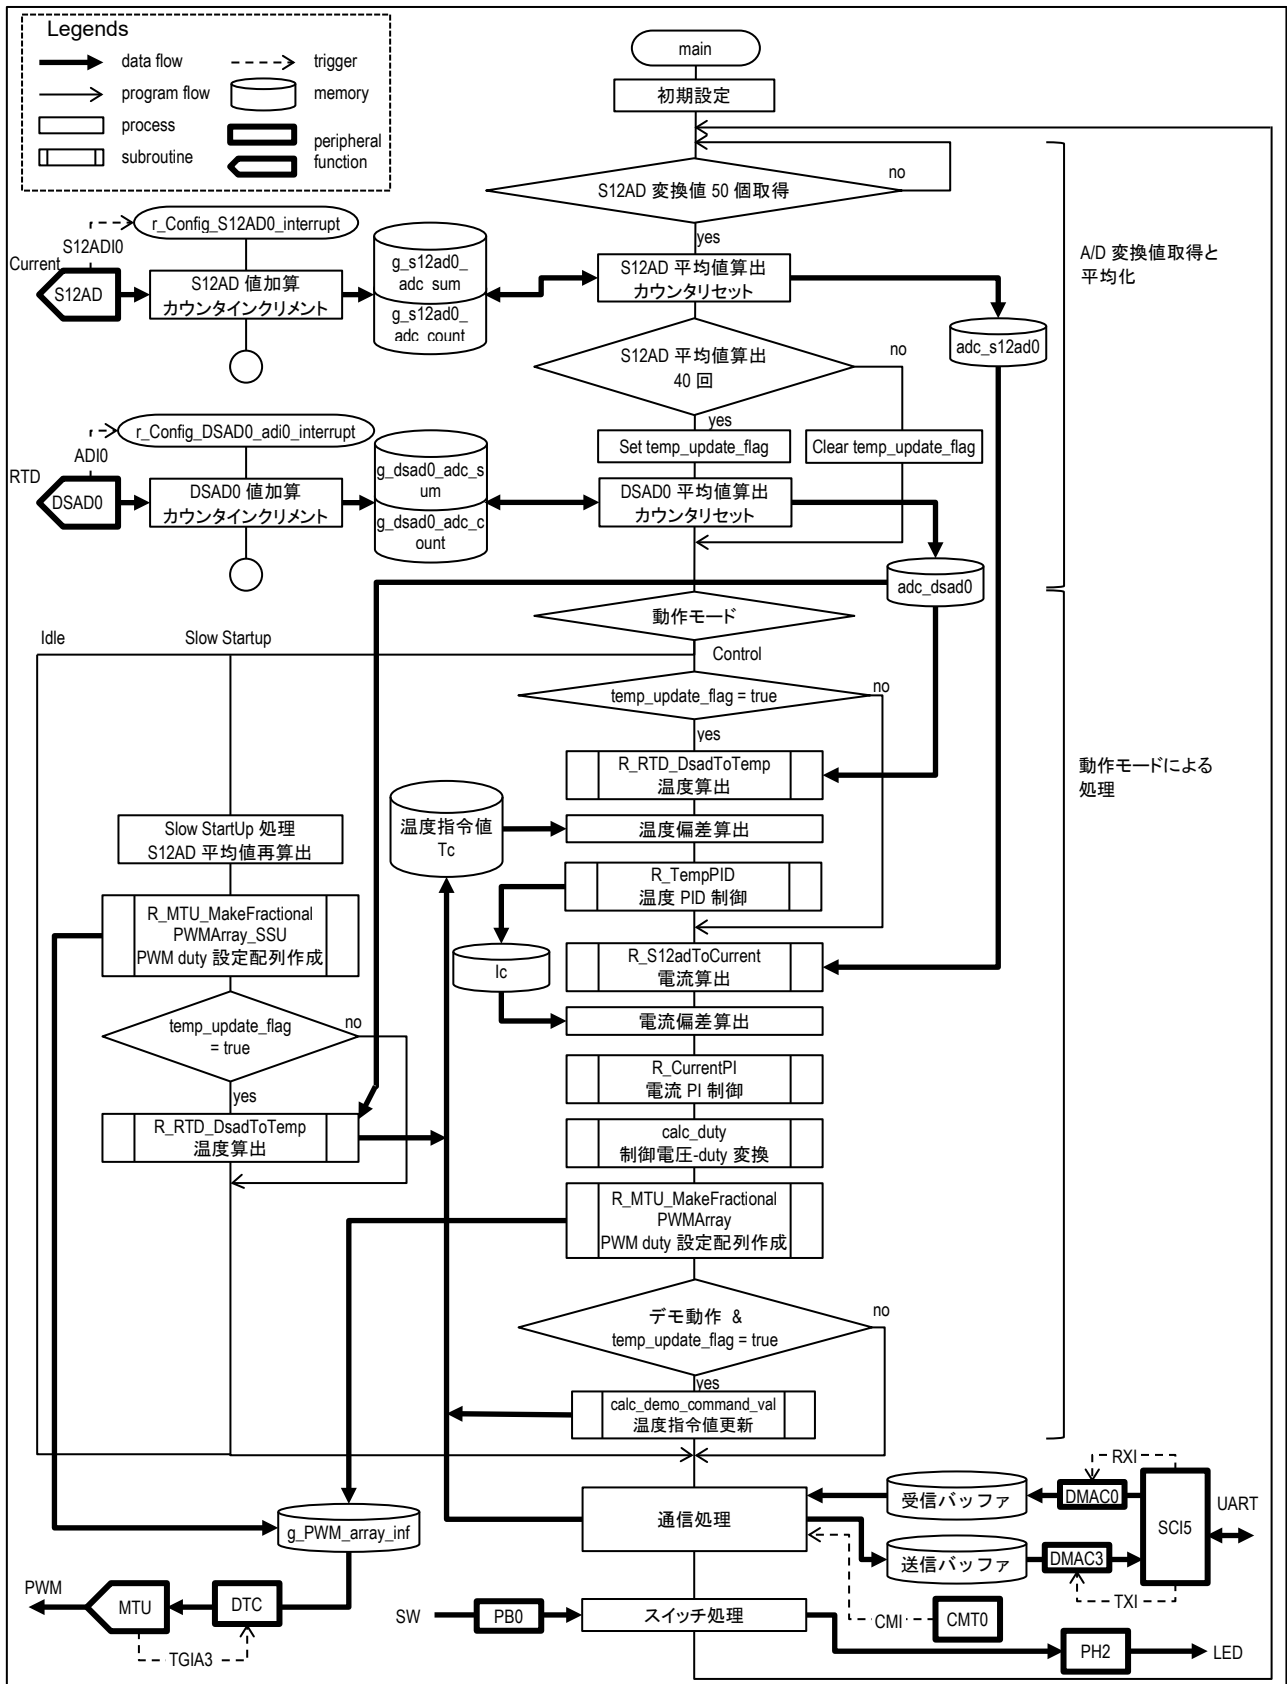 Legends
data flow
trigger
program flow
memory
process
peripheral
function
subroutine
main
初期設定
no
S12AD 変換値 50 個取得
yes
A/D 変換値取得と
平均化
r_Config_S12AD0_interrupt
S12ADI0
Current
S12AD
S12AD 値加算
カウンタインクリメント
g_s12ad0_
adc_sum
g_s12ad0_
adc_count
S12AD 平均値算出
カウンタリセット
adc_s12ad0
S12AD 平均値算出
40 回
no
yes
Set temp_update_flag
Clear temp_update_flag
r_Config_DSAD0_adi0_interrupt
ADI0
RTD
DSAD0
DSAD0 値加算
カウンタインクリメント
g_dsad0_adc_s
um
g_dsad0_adc_c
ount
DSAD0 平均値算出
カウンタリセット
adc_dsad0
動作モード
Idle
Slow Startup
Control
temp_update_flag = true
no
yes
R_RTD_DsadToTemp
温度算出
動作モードによる
処理
温度指令値
Tc
温度偏差算出
Slow StartUp 処理
S12AD 平均値再算出
R_TempPID
温度 PID 制御
R_MTU_MakeFractional
PWMArray_SSU
PWM duty 設定配列作成
Ic
R_S12adToCurrent
電流算出
電流偏差算出
temp_update_flag
= true
no
yes
R_CurrentPI
電流 PI 制御
R_RTD_DsadToTemp
温度算出
calc_duty
制御電圧-duty 変換
R_MTU_MakeFractional
PWMArray
PWM duty 設定配列作成
デモ動作 &
temp_update_flag = true
no
yes
calc_demo_command_val
温度指令値更新
RXI
受信バッファ
DMAC0
通信処理
SCI5
UART
g_PWM_array_inf
送信バッファ
DMAC3
TXI
PWM
MTU
DTC
TGIA3
SW
PB0
スイッチ処理
CMI
CMT0
PH2
LED